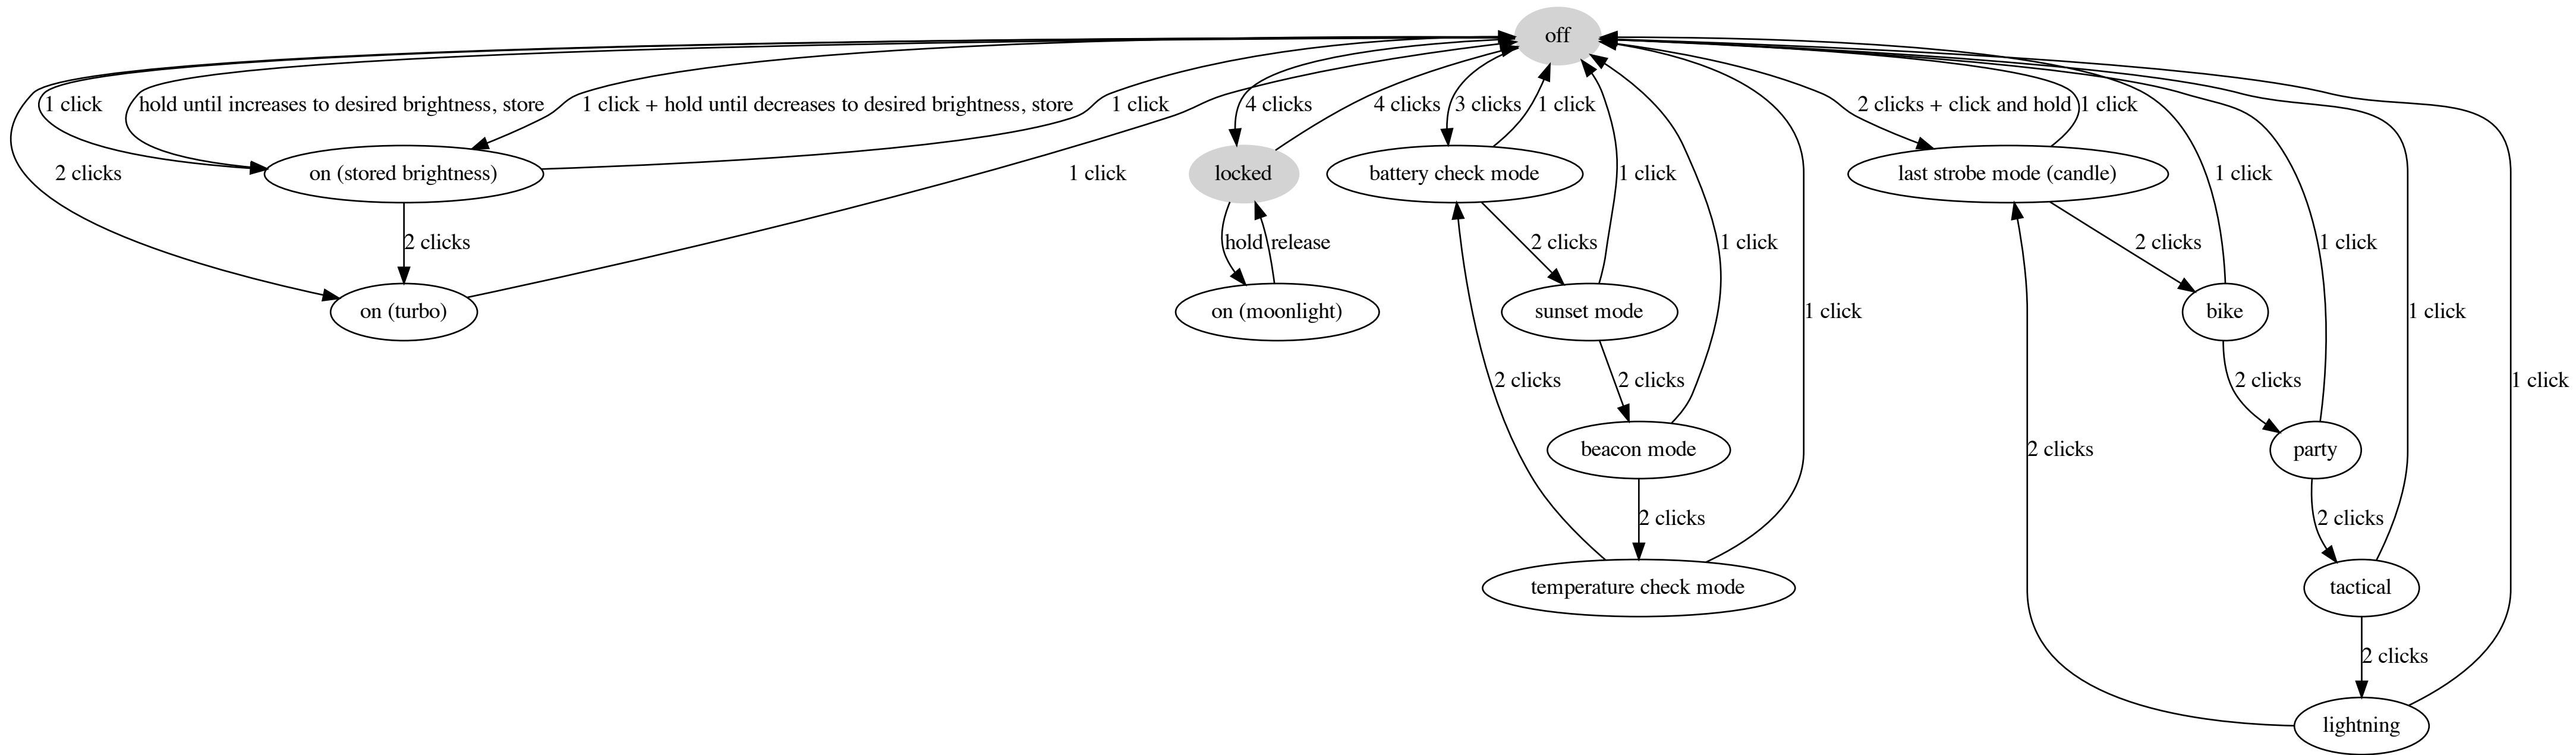 off
1 click
hold until increases to desired brightness, store
1 click + hold until decreases to desired brightness, store
1 click
4 clicks
4 clicks
3 clicks
1 click
2 clicks + click and hold
1 click
2 clicks
on (stored brightness)
1 click
locked
battery check mode
1 click
last strobe mode (candle)
1 click
2 clicks
hold
release
2 clicks
1 click
2 clicks
1 click
on (turbo)
on (moonlight)
sunset mode
1 click
bike
1 click
2 clicks
2 clicks
2 clicks
1 click
beacon mode
2 clicks
party
2 clicks
2 clicks
temperature check mode
tactical
2 clicks
lightning